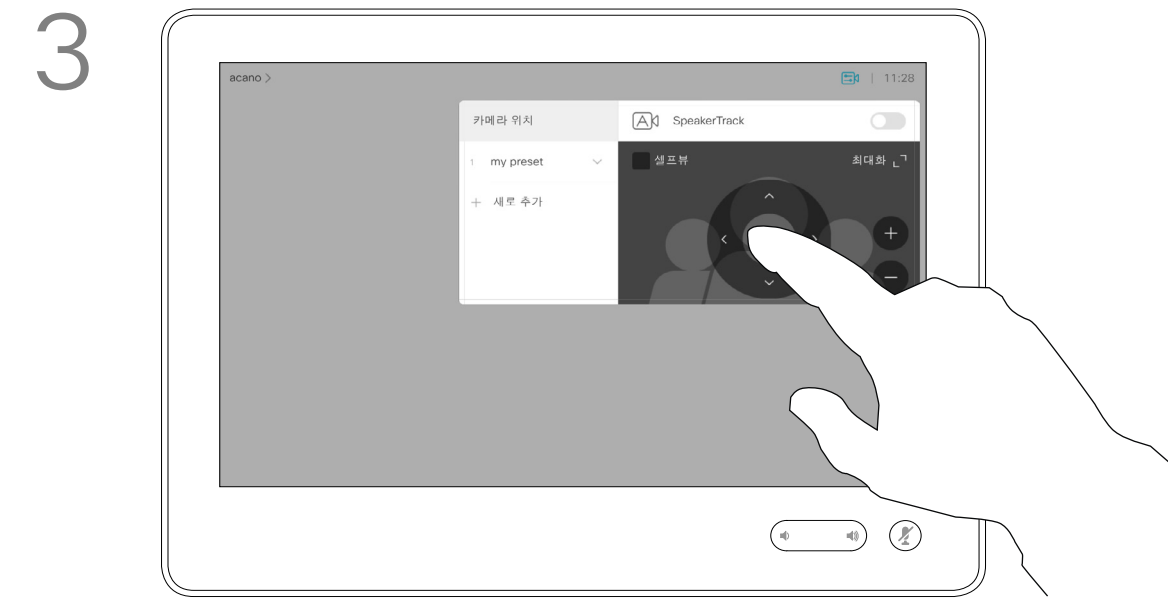 3
acano >
11:28
카메라 위치
SpeakerTrack
1 my preset
셀프뷰
최대화
+ 새로 추가